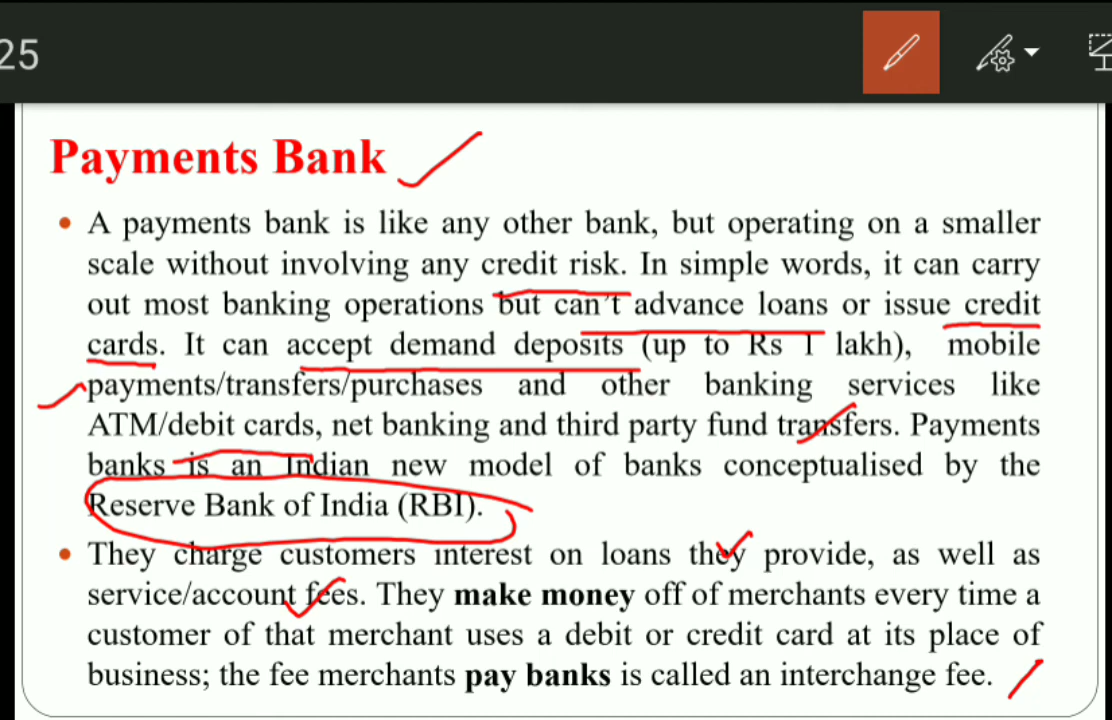 25
Payments Bank
• A payments bank is like any other bank, but operating on a smaller
scale without involving any credit risk. In simple words, it can carry
out most banking operations but can't advance loans or issue credit
cards. It can accept demand deposits (up to Rs 1 lakh), mobile
payments/transfers/purchases and other banking services like
ATM/debit cards, net banking and third party fund transfers. Payments
banks is an Indian new model of banks conceptualised by the
Reserve Bank of India (RBI).
• They charge customers interest on loans they provide, as well as
service/account fees. They make money off of merchants every time a
customer of that merchant uses a debit or credit card at its place of
business; the fee merchants pay banks is called an interchange fee.